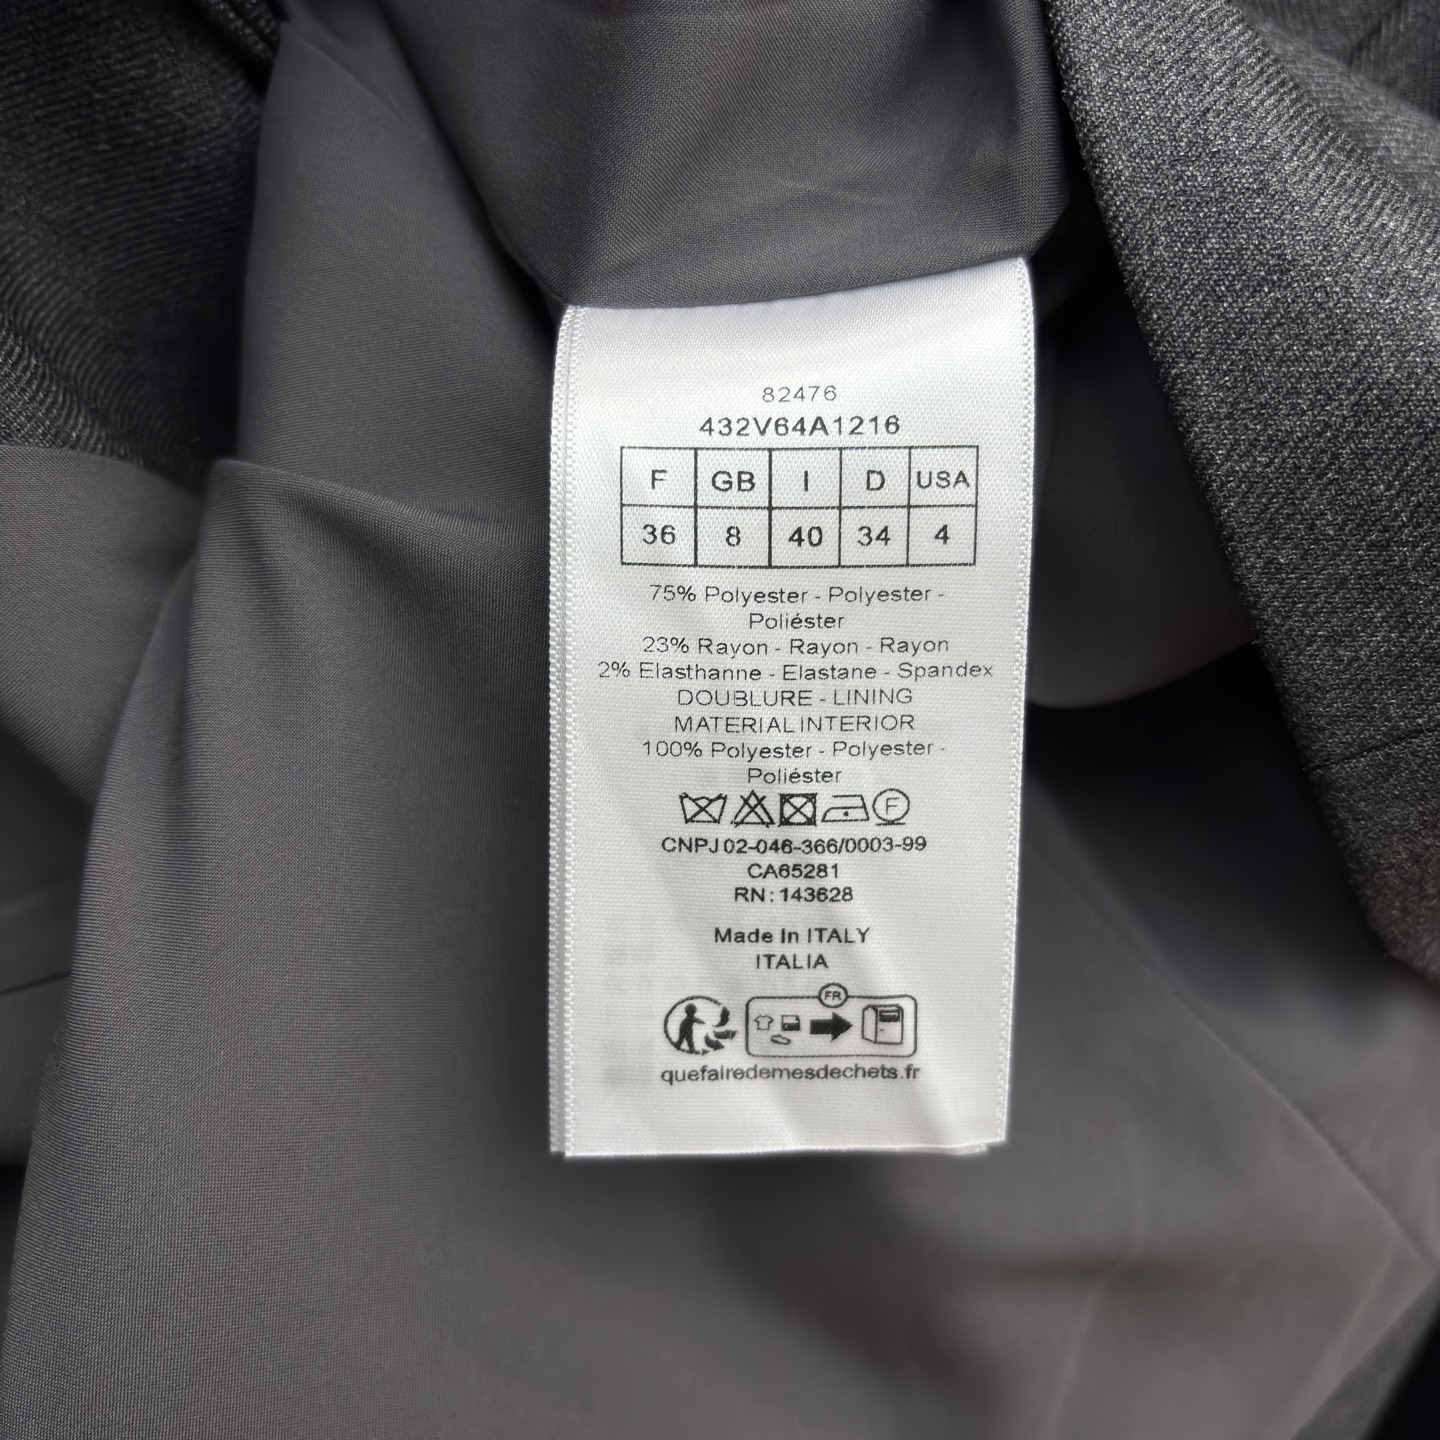 82476
432V64A1216
F GB I D USA
36 8 40 34 4
75% Polyester - Polyester -
Poliéster
23% Rayon - Rayon - Rayon
2% Elasthanne - Elastane - Spandex
DOUBLURE - LINING
MATERIAL INTERIOR
100% Polyester - Polyester -
Poliéster
F
CNPJ 02-046-366/0003-99
CA65281
RN: 143628
Made In ITALY
ITALIA
FR
quefairedemesdechets.fr